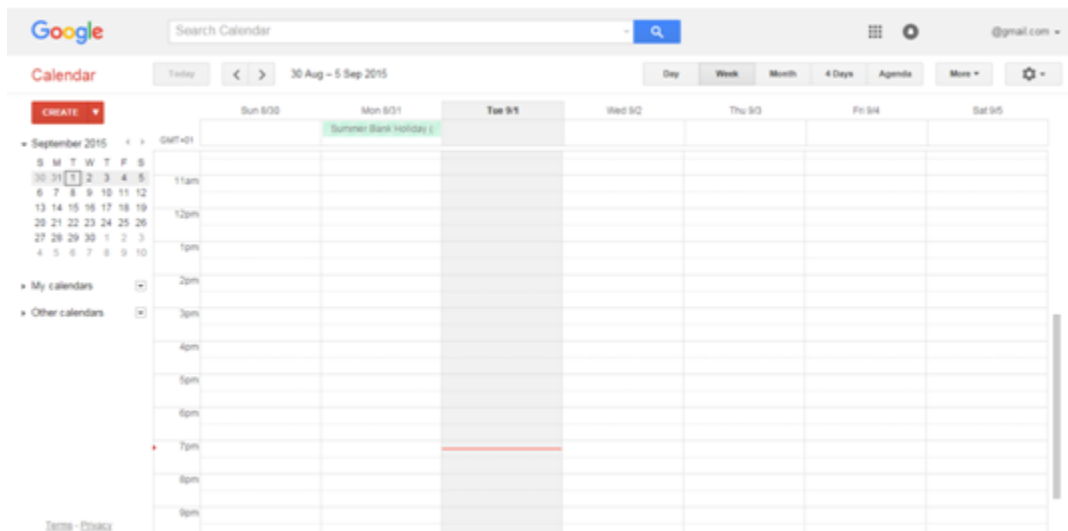 Google
Search Calendar
@gmail.com
Calendar
Today
30 Aug – 5 Sep 2015
Day
Week
Month
4 Days
Agenda
More
CREATE
Sun 8/30
Mon 8/31
Tue 9/1
Wed 9/2
Thu 9/3
Fri 9/4
Sat 9/5
GMT+01
Summer Bank Holiday (
September 2015
S M T W T F S
30 31 1 2 3 4 5
6 7 8 9 10 11 12
13 14 15 16 17 18 19
20 21 22 23 24 25 26
27 28 29 30 1 2 3
4 5 6 7 8 9 10
My calendars
Other calendars
11am
12pm
1pm
2pm
3pm
4pm
5pm
6pm
7pm
8pm
9pm
Terms - Privacy